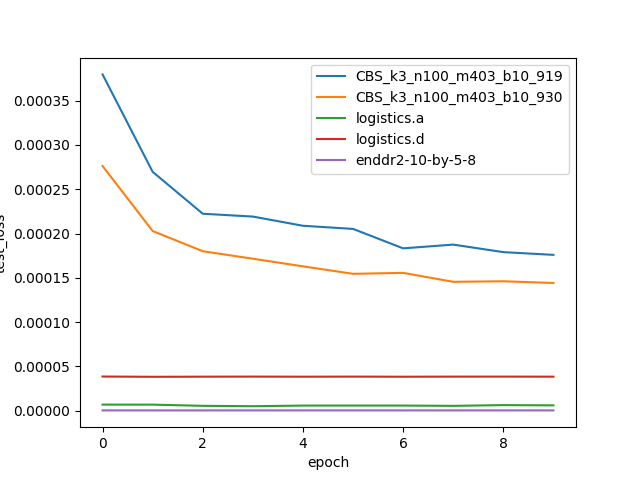 CBS_k3_n100_m403_b10_919
CBS_k3_n100_m403_b10_930
logistics.a
logistics.d
enddr2-10-by-5-8
0.00035
0.00030
0.00025
0.00020
0.00015
0.00010
0.00005
0.00000
0 2 4 6 8
epoch
test_loss